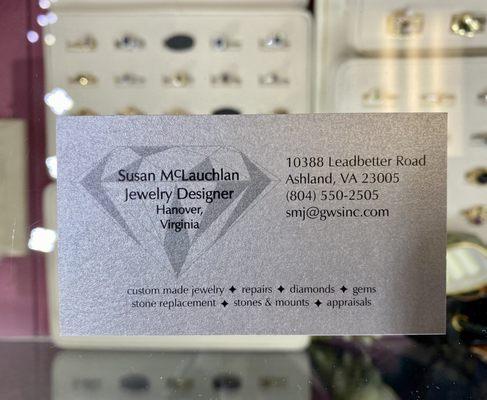 Susan McLauchlan
Jewelry Designer
Hanover,
Virginia
10388 Leadbetter Road
Ashland, VA 23005
(804) 550-2505
smj@gwsinc.com
custom made jewelry ✦ repairs ✦ diamonds ✦ gems
stone replacement ✦ stones & mounts ✦ appraisals